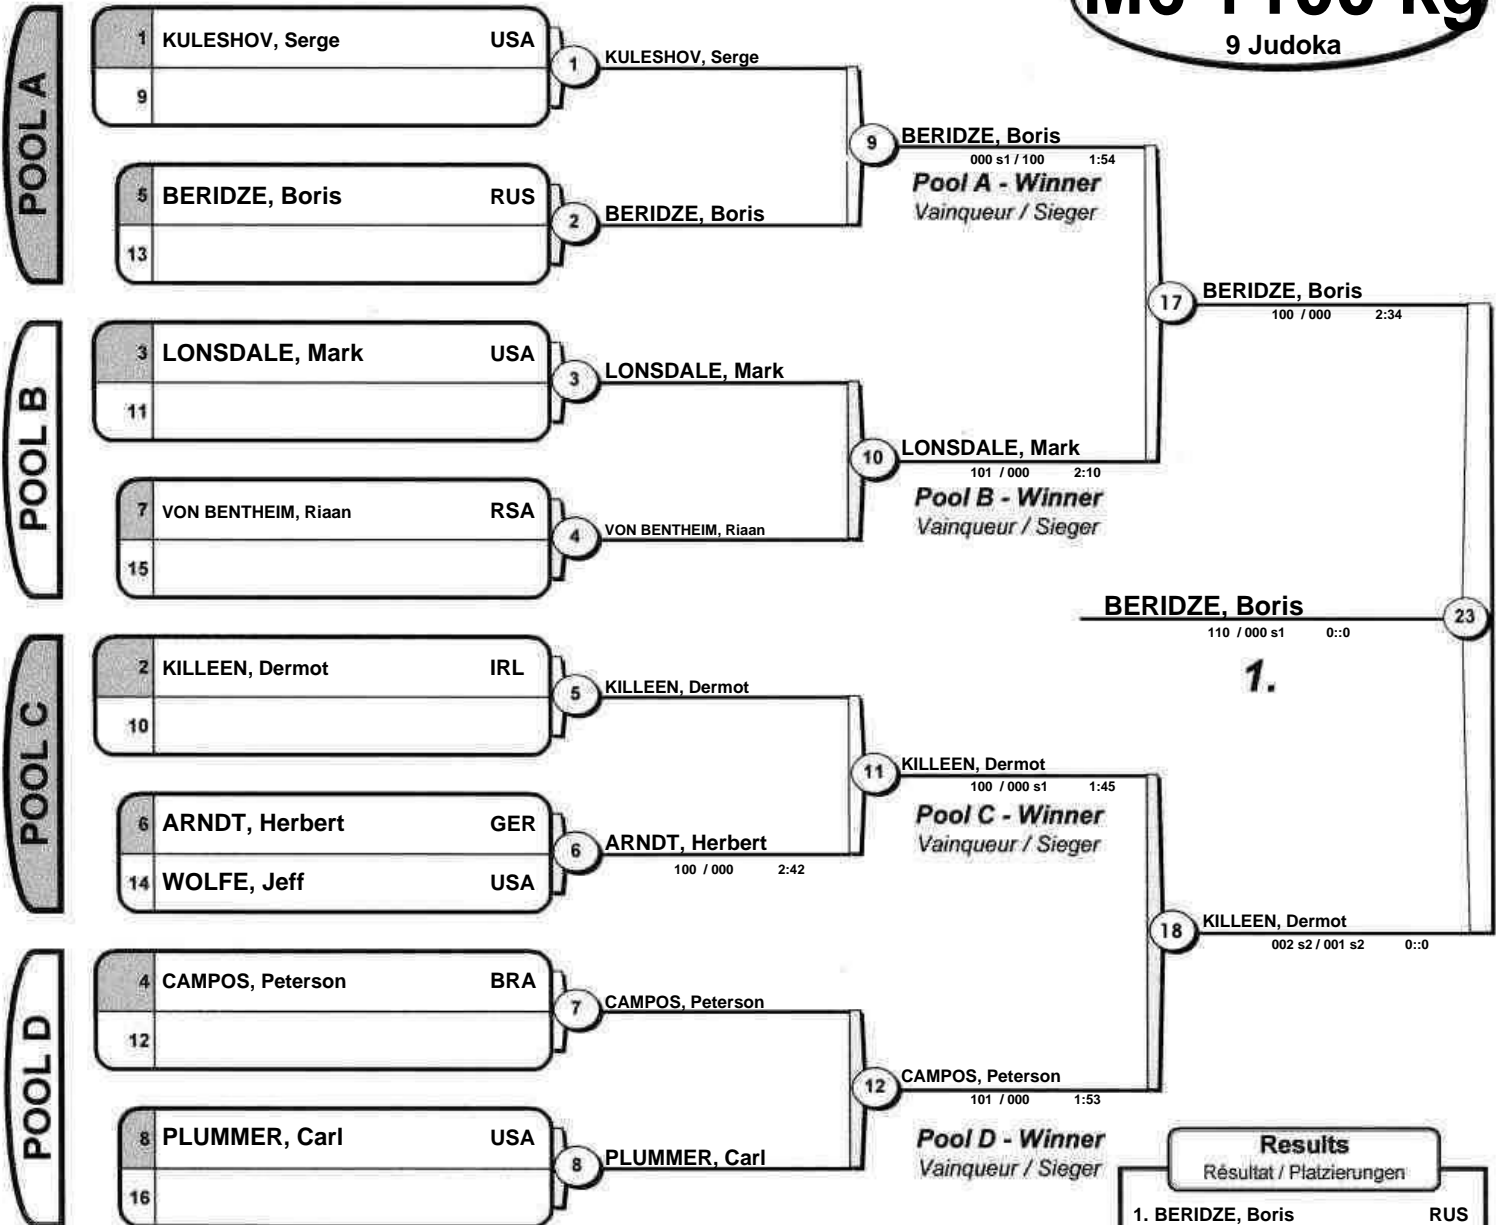 M6 +100 kg
9 Judoka
POOL A
1 KULESHOV, Serge USA
9
1
KULESHOV, Serge
5 BERIDZE, Boris RUS
13
2
BERIDZE, Boris
9
BERIDZE, Boris
000 s1 / 100 1:54
Pool A - Winner
Vainqueur / Sieger
POOL B
3 LONSDALE, Mark USA
11
3
LONSDALE, Mark
7 VON BENTHEIM, Riaan RSA
15
4
VON BENTHEIM, Riaan
10
LONSDALE, Mark
101 / 000 2:10
Pool B - Winner
Vainqueur / Sieger
17
BERIDZE, Boris
100 / 000 2:34
BERIDZE, Boris
23
110 / 000 s1 0::0
1.
POOL C
2 KILLEEN, Dermot IRL
10
5
KILLEEN, Dermot
6 ARNDT, Herbert GER
14 WOLFE, Jeff USA
6
ARNDT, Herbert
100 / 000 2:42
11
KILLEEN, Dermot
100 / 000 s1 1:45
Pool C - Winner
Vainqueur / Sieger
18
KILLEEN, Dermot
002 s2 / 001 s2 0::0
POOL D
4 CAMPOS, Peterson BRA
12
7
CAMPOS, Peterson
8 PLUMMER, Carl USA
16
8
PLUMMER, Carl
12
CAMPOS, Peterson
101 / 000 1:53
Pool D - Winner
Vainqueur / Sieger
Results
Résultat / Platzierungen
1. BERIDZE, Boris RUS